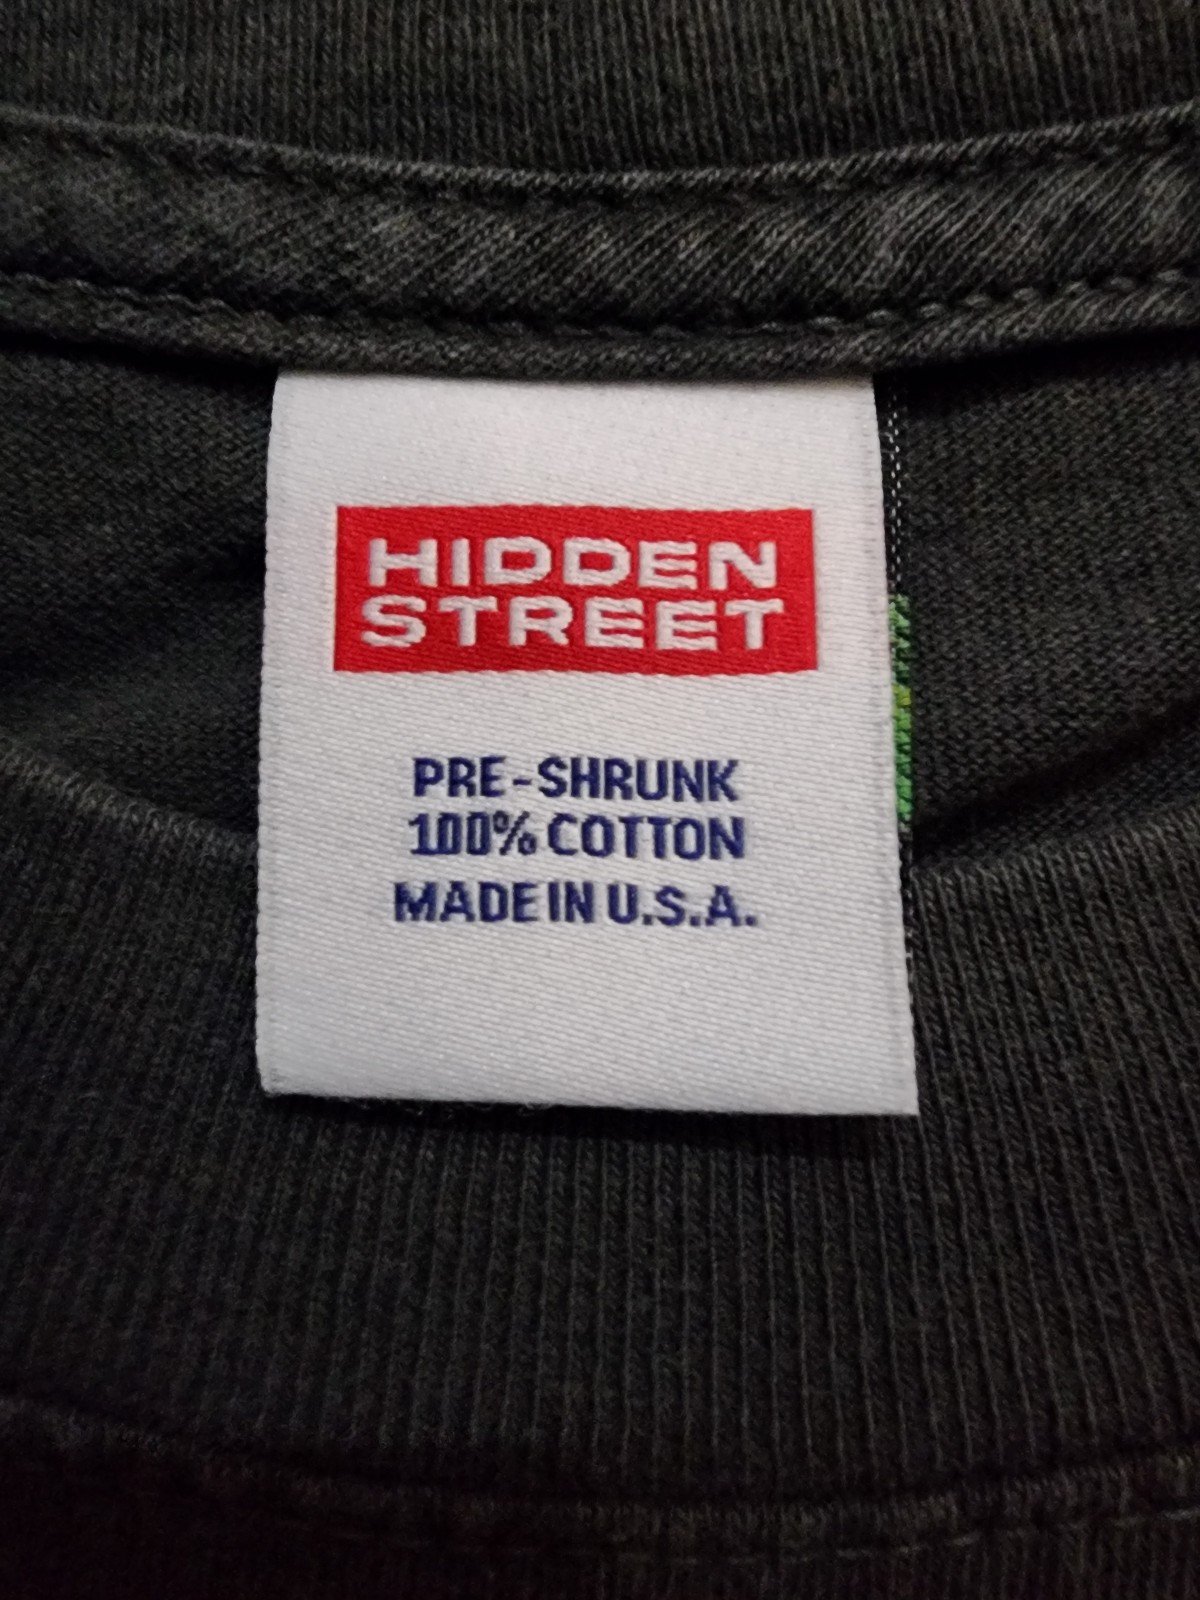 HIDDEN
STREET
PRE-SHRUNK
100% COTTON
MADE IN U.S.A.